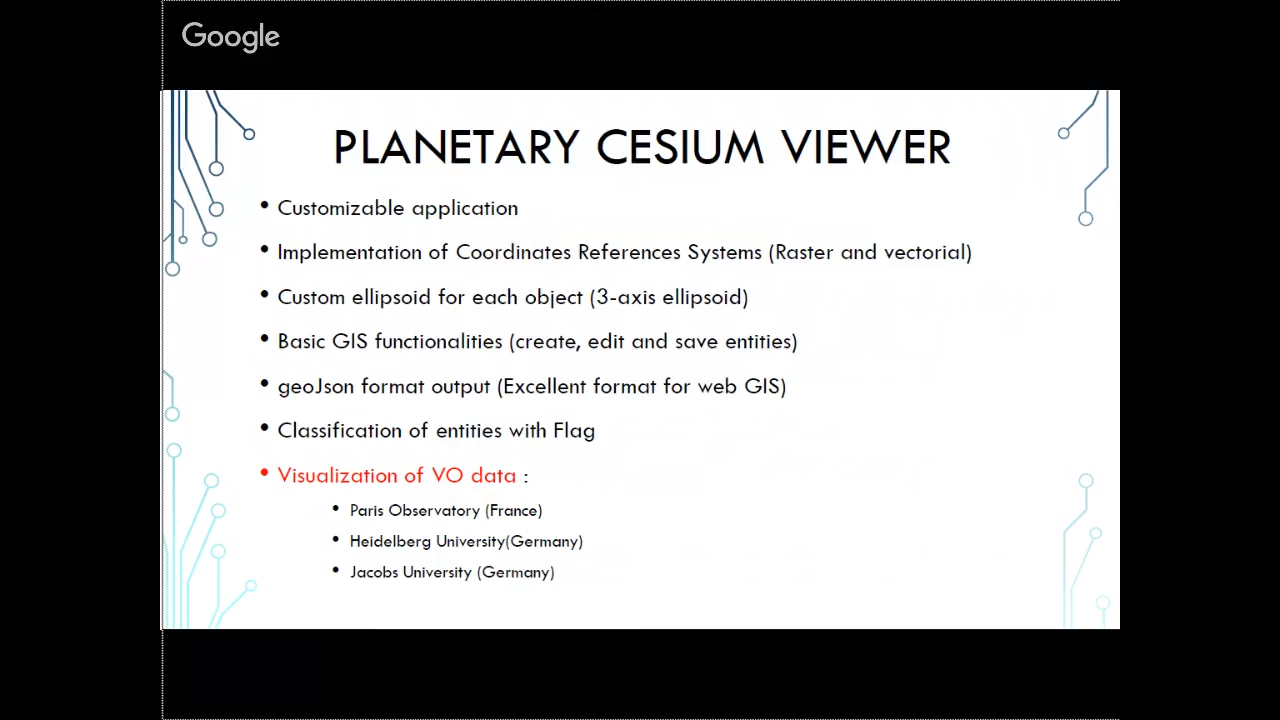 Google
PLANETARY CESIUM VIEWER
• Customizable application
• Implementation of Coordinates References Systems (Raster and vectorial)
• Custom ellipsoid for each object (3-axis ellipsoid)
• Basic GIS functionalities (create, edit and save entities)
• geoJson format output (Excellent format for web GIS)
• Classification of entities with Flag
• Visualization of VO data :
• Paris Observatory (France)
• Heidelberg University(Germany)
• Jacobs University (Germany)